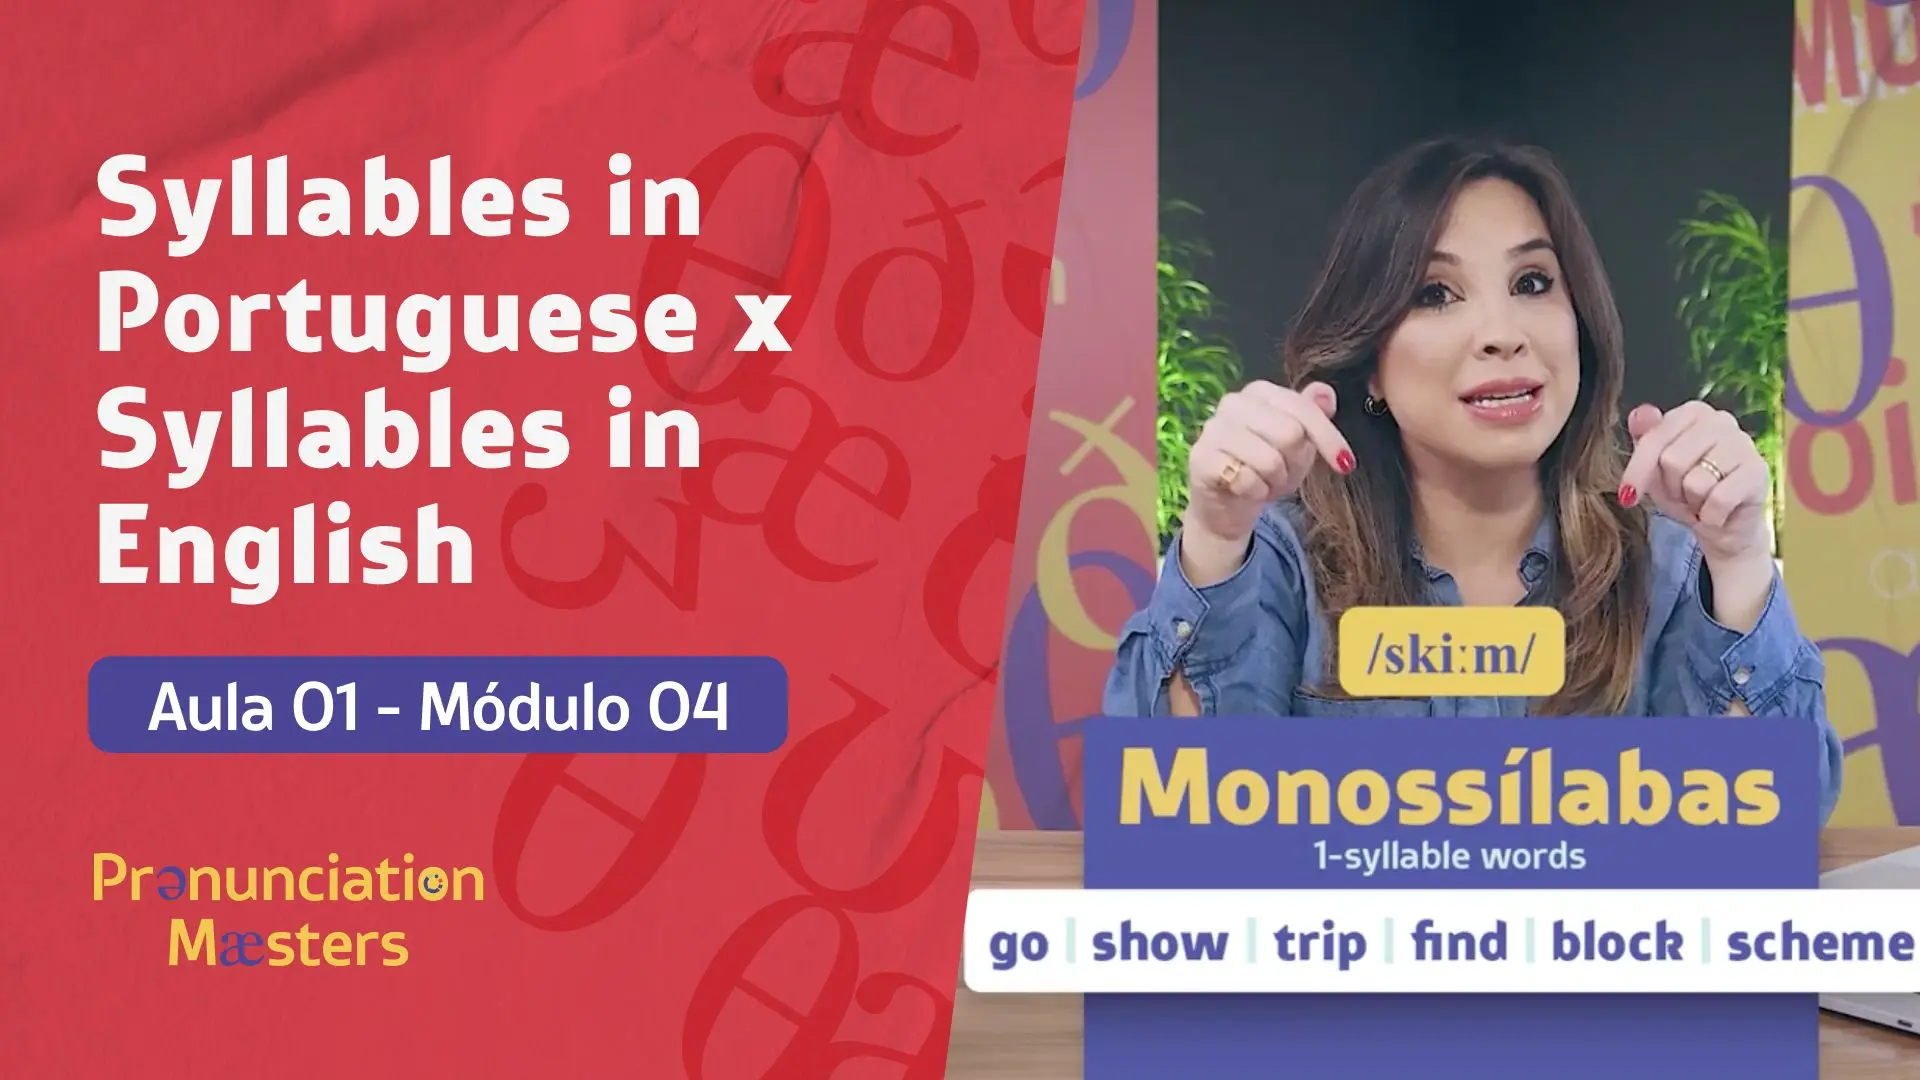 Syllables in
Portuguese x
Syllables in
English
Aula 01 - Módulo 04
Prənunciation
Mæsters
/ski:m/
Monossílabas
1-syllable words
go | show | trip | find | block | scheme